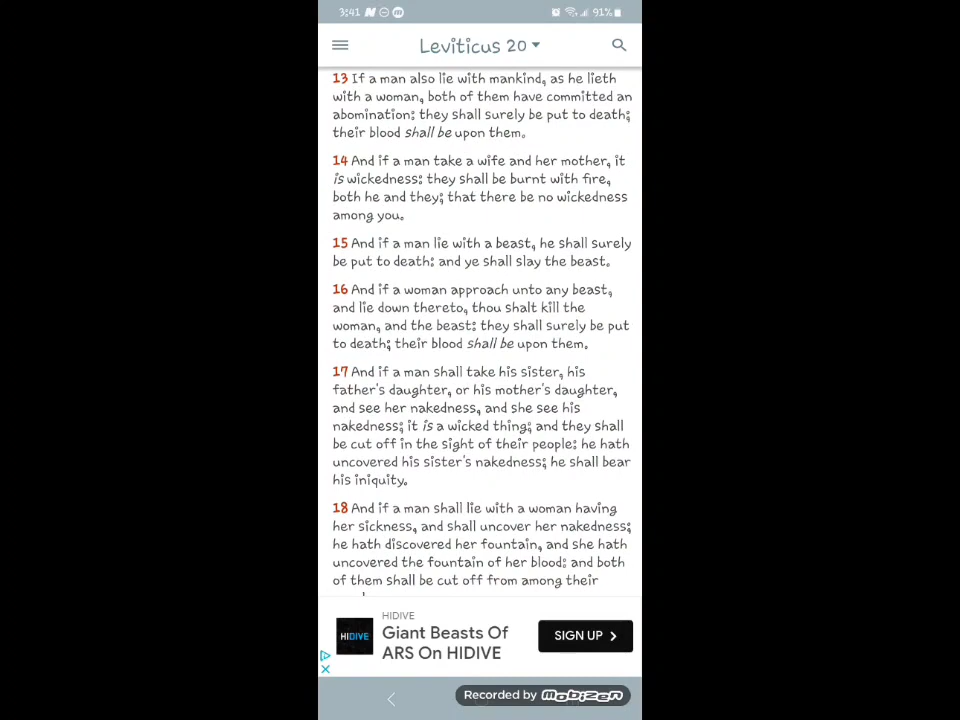 3:41
91%
Leviticus 20
13 If a man also lie with mankind, as he lieth
with a woman, both of them have committed an
abomination: they shall surely be put to death;
their blood shall be upon them.
14 And if a man take a wife and her mother, it
is wickedness: they shall be burnt with fire,
both he and they; that there be no wickedness
among you.
15 And if a man lie with a beast, he shall surely
be put to death: and ye shall slay the beast.
16 And if a woman approach unto any beast,
and lie down thereto, thou shalt kill the
woman, and the beast: they shall surely be put
to death; their blood shall be upon them.
17 And if a man shall take his sister, his
father's daughter, or his mother's daughter,
and see her nakedness, and she see his
nakedness; it is a wicked thing; and they shall
be cut off in the sight of their people: he hath
uncovered his sister's nakedness; he shall bear
his iniquity.
18 And if a man shall lie with a woman having
her sickness, and shall uncover her nakedness;
he hath discovered her fountain, and she hath
uncovered the fountain of her blood: and both
of them shall be cut off from among their
HIDIVE
HIDIVE
Giant Beasts Of
ARS On HIDIVE
SIGN UP
Recorded by mobizen